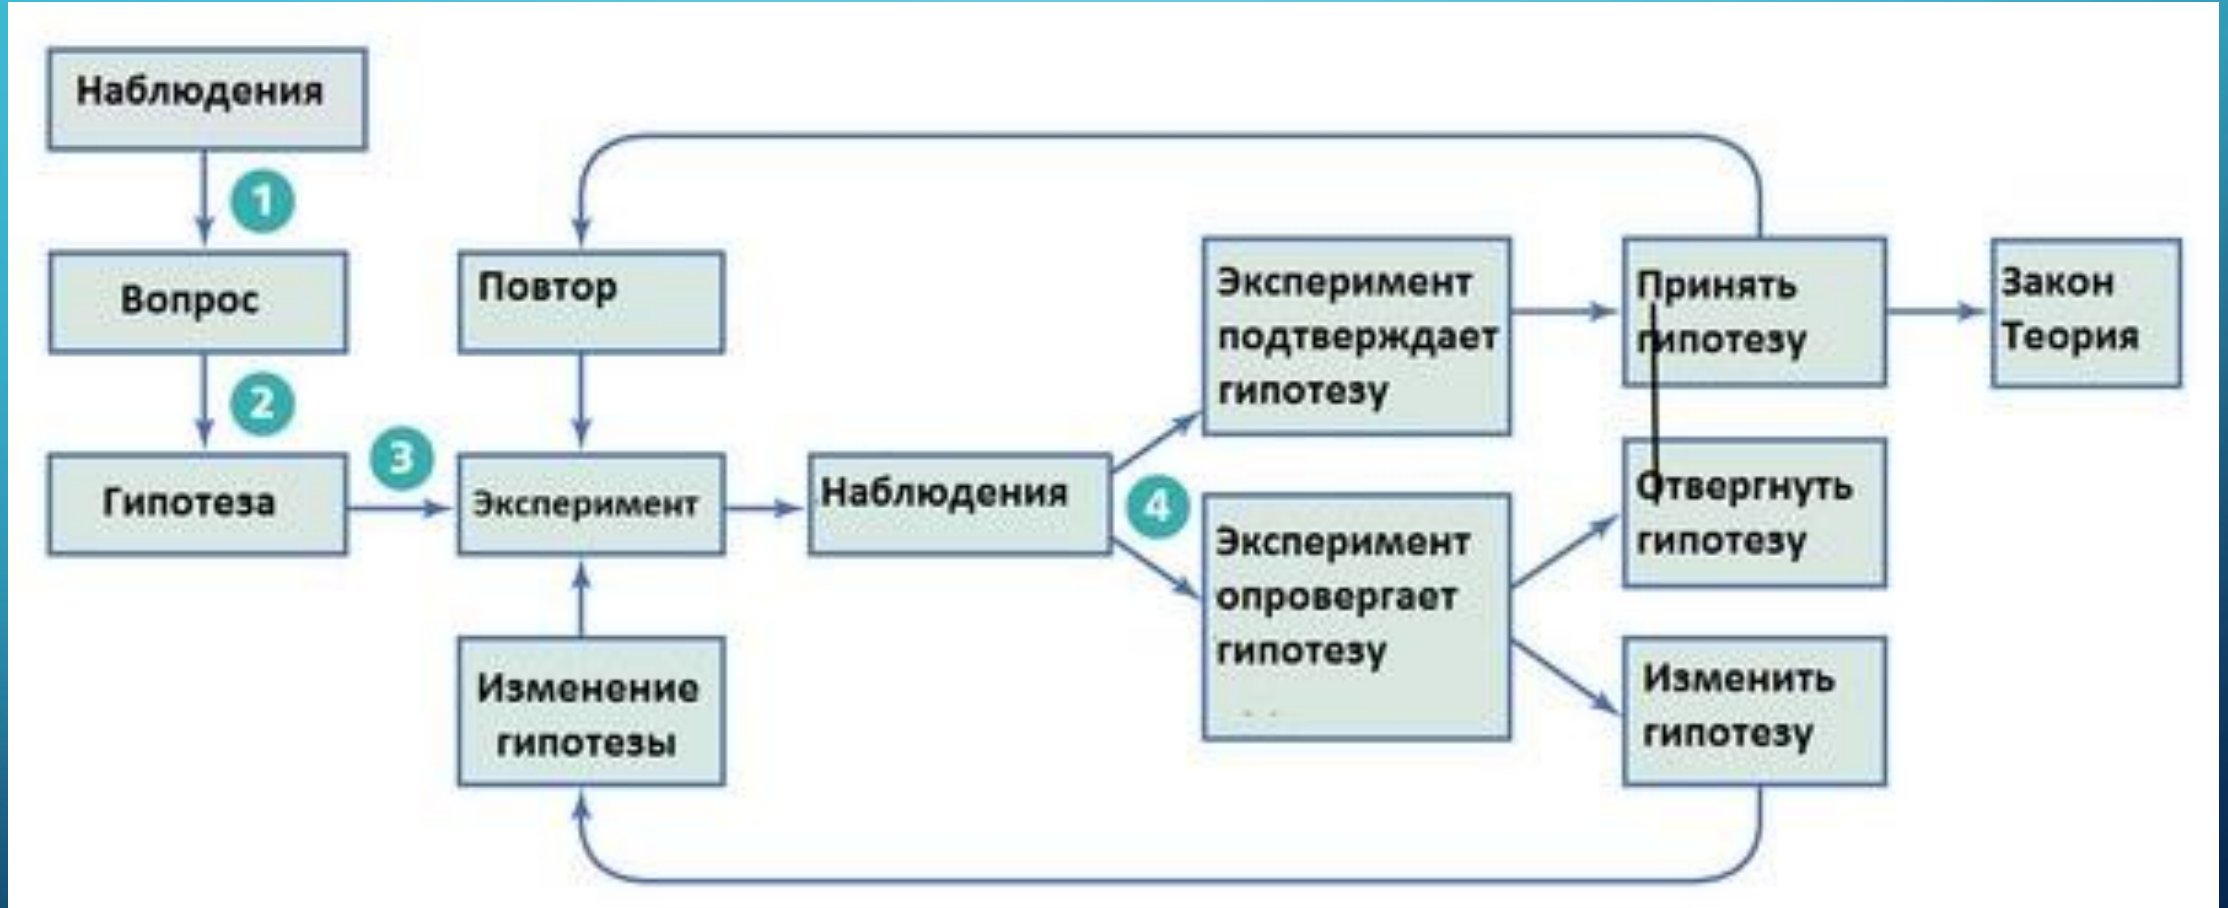 Наблюдения
1
Вопрос
2
Гипотеза
3
Повтор
Эксперимент
Изменение
гипотезы
Наблюдения
4
Эксперимент
подтверждает
гипотезу
Эксперимент
опровергает
гипотезу
Принять
гипотезу
Отвергнуть
гипотезу
Изменить
гипотезу
Закон
Теория